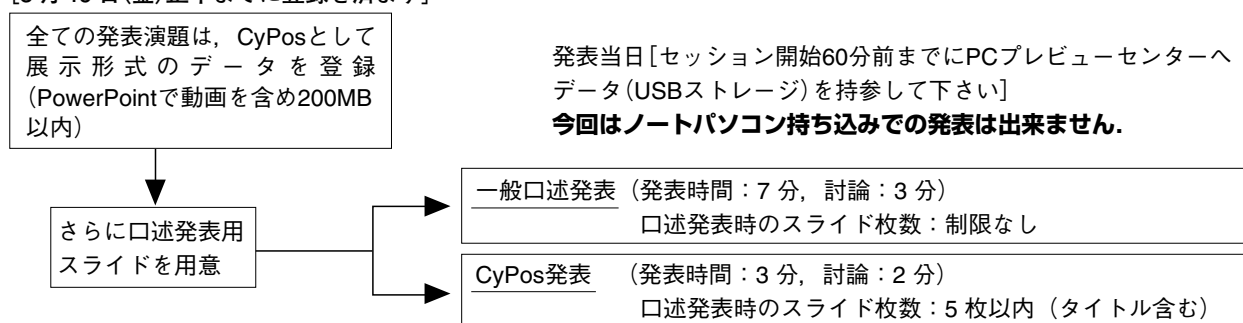 全ての発表演題は，CyPosとして
展示形式のデータを登録
（PowerPointで動画を含め200MB
以内）
発表当日［セッション開始60分前までにPCプレビューセンターへ
データ（USBストレージ）を持参して下さい］
今回はノートパソコン持ち込みでの発表は出来ません．
さらに口述発表用
スライドを用意
一般口述発表（発表時間：7 分，討論：3 分）
口述発表時のスライド枚数：制限なし
CyPos発表　（発表時間：3 分，討論：2 分）
口述発表時のスライド枚数：5 枚以内（タイトル含む）